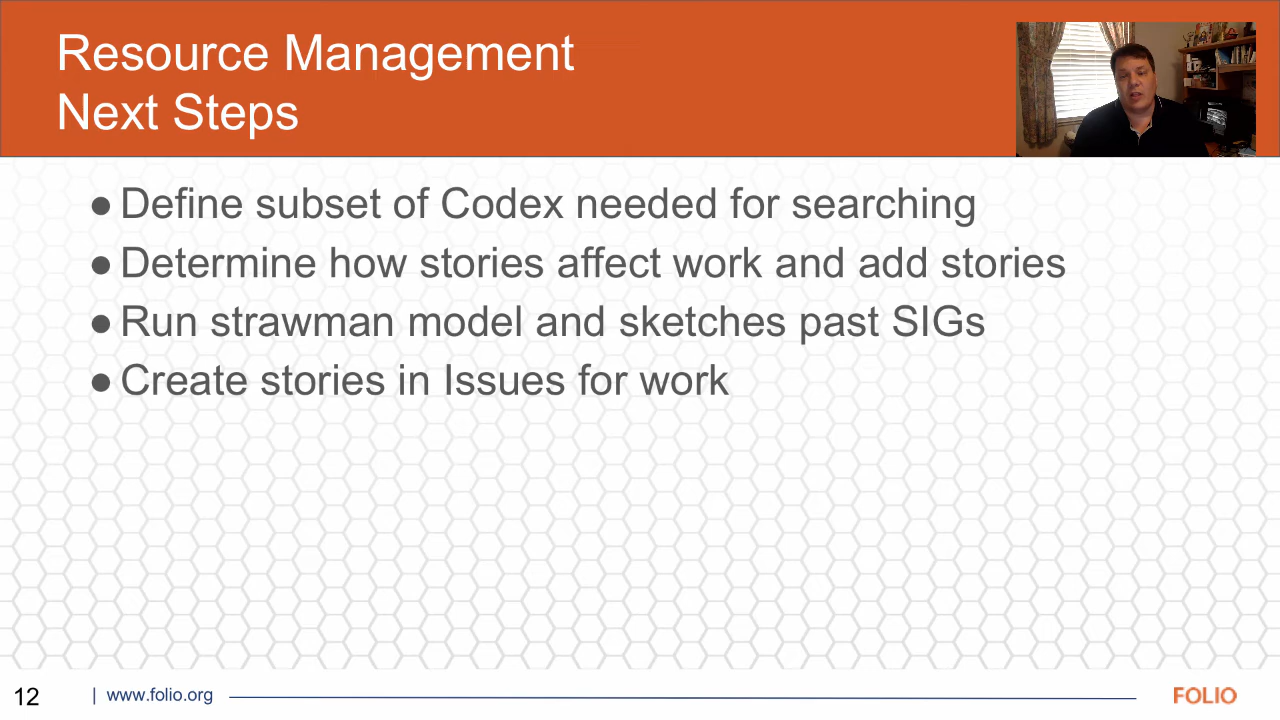 Resource Management
Next Steps
● Define subset of Codex needed for searching
● Determine how stories affect work and add stories
● Run strawman model and sketches past SIGs
● Create stories in Issues for work
12 | www.folio.org FOLIO